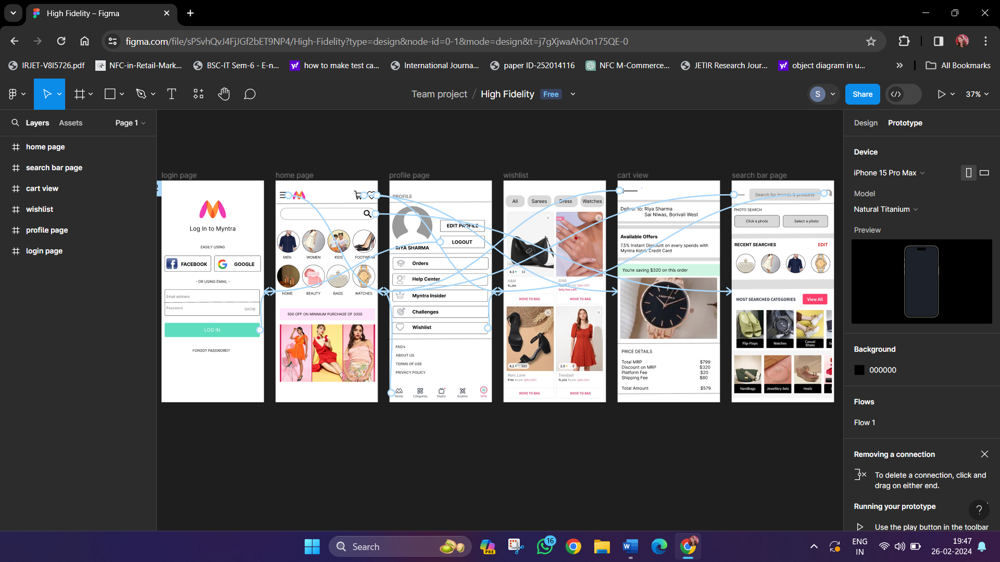 High Fidelity – Figma
figma.com/file/sPSvhQvJ4FjJGf2bET9NP4/High-Fidelity?type=design&node-id=0-1&mode=design&t=j7gXjwaAhOn175QE-0
IRJET-V8I5726.pdf
NFC-in-Retail-Mark...
BSC-IT Sem-6 - E-n...
how to make test ca...
International Journa...
paper ID-252014116
NFC M-Commerce...
JETIR Research Jour...
object diagram in u...
All Bookmarks
Team project / High Fidelity Free
S
Share
37%
Layers
Assets
Page 1
home page
search bar page
cart view
wishlist
profile page
login page
login page
Log In to Myntra
EASILY USING
FACEBOOK
GOOGLE
- OR USING EMAIL -
Email address
Password
SHOW
LOG IN
FORGOT PASSWORD?
home page
MEN
WOMEN
KIDS
FOOTWEAR
HOME
BEAUTY
BAGS
WATCHES
500 OFF ON MINIMUM PURCHASE OF 3000
profile page
PROFILE
EDIT PROFILE
LOGOUT
RIYA SHARMA
Orders
Help Center
Myntra Insider
Challenges
Wishlist
FAQ's
ABOUT US
TERMS OF USE
PRIVACY POLICY
Home
Categories
Studio
Explore
wishlist
All
Sarees
Dress
Watches
NEW
4.3 33
H&M
₹1,399
GIVA
Only Few Left!
MOVE TO BAG
MOVE TO BAG
4.1 383
2.9 8
Marc Loire
Trendyol
MOVE TO BAG
MOVE TO BAG
cart view
Deliver to: Riya Sharma
Sai Niwas, Borivali West
Available Offers
7.5% Instant Discount on every spends with
Myntra Kotak Credit Card
You're saving $320 on this order
PRICE DETAILS
Total MRP $799
Discount on MRP $320
Platform Fee $20
Shipping Fee $80
Total Amount $579
search bar page
Search for brands & products
PHOTO SEARCH
Click a photo
Select a photo
RECENT SEARCHES
EDIT
MOST SEARCHED CATEGORIES
View All
Flip-Flops
Watches
Casual
Shoes
Handbags
Jewellery Sets
Heels
Design
Prototype
Device
iPhone 15 Pro Max
Model
Natural Titanium
Preview
Background
000000
Flows
Flow 1
Removing a connection
To delete a connection, click and
drag on either end.
Running your prototype
Use the play button in the toolbar
?
Search
PRE
16
ENG
IN
19:47
26-02-2024